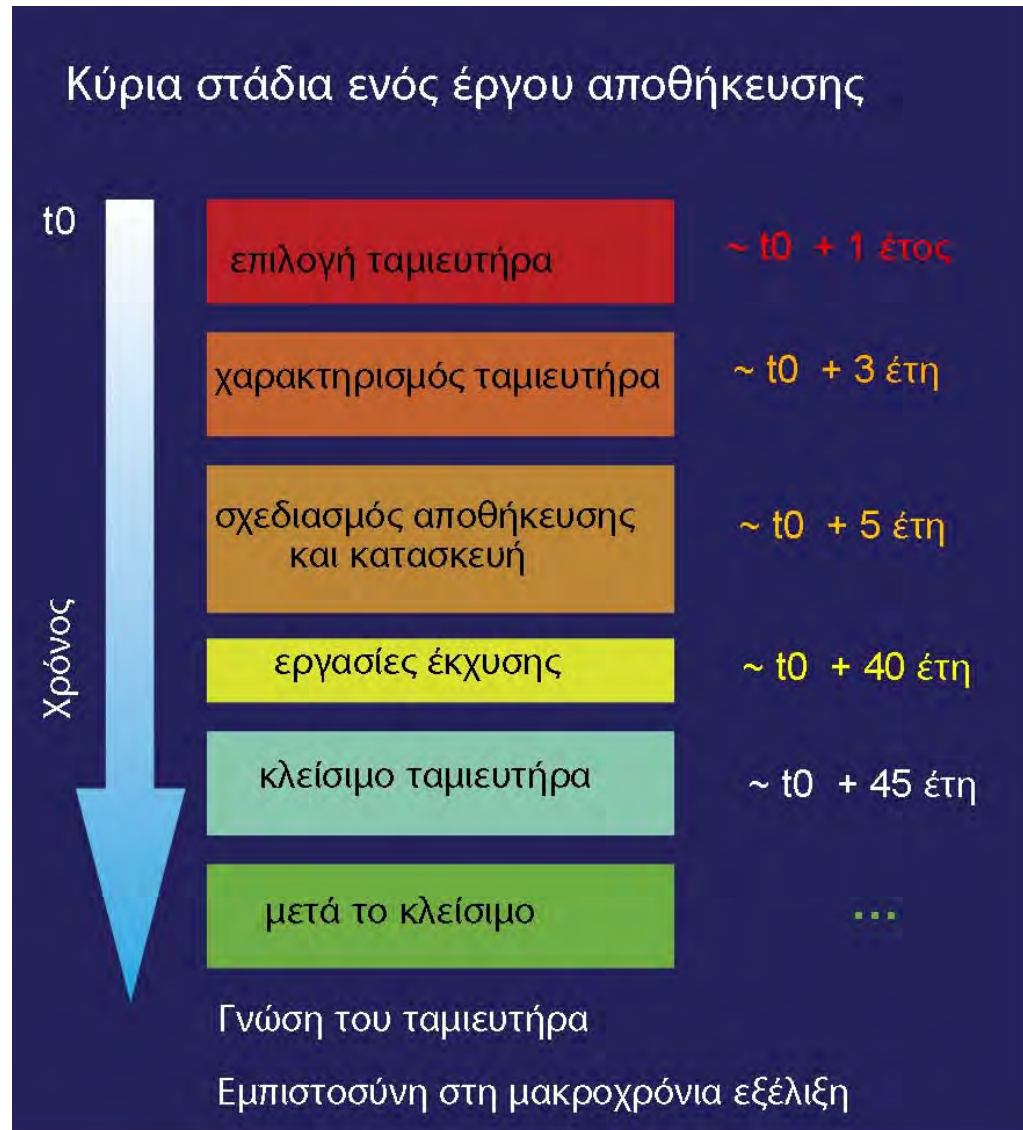 Κύρια στάδια ενός έργου αποθήκευσης
t0
επιλογή ταμιευτήρα
~ t0 + 1 έτος
χαρακτηρισμός ταμιευτήρα
~ t0 + 3 έτη
σχεδιασμός αποθήκευσης
και κατασκευή
~ t0 + 5 έτη
εργασίες έκχυσης
~ t0 + 40 έτη
κλείσιμο ταμιευτήρα
~ t0 + 45 έτη
μετά το κλείσιμο
...
Χρόνος
Γνώση του ταμιευτήρα
Εμπιστοσύνη στη μακροχρόνια εξέλιξη